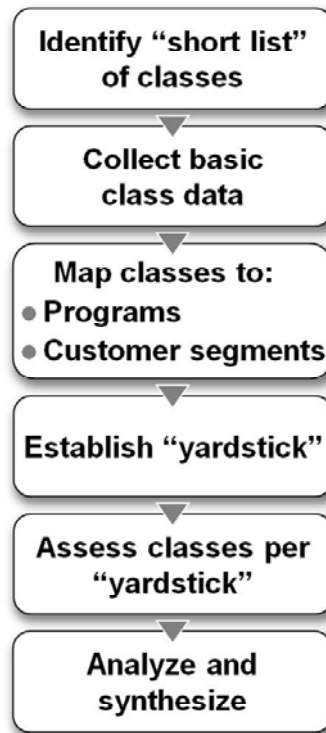 Identify “short list”
of classes
Collect basic
class data
Map classes to:
● Programs
● Customer segments
Establish “yardstick”
Assess classes per
“yardstick”
Analyze and
synthesize